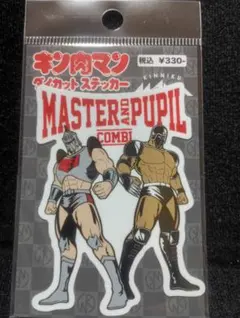 キン肉マン
税込 ¥330-
ダイカットステッカー
KINNIKU
MASTER AND PUPIL
COMBI